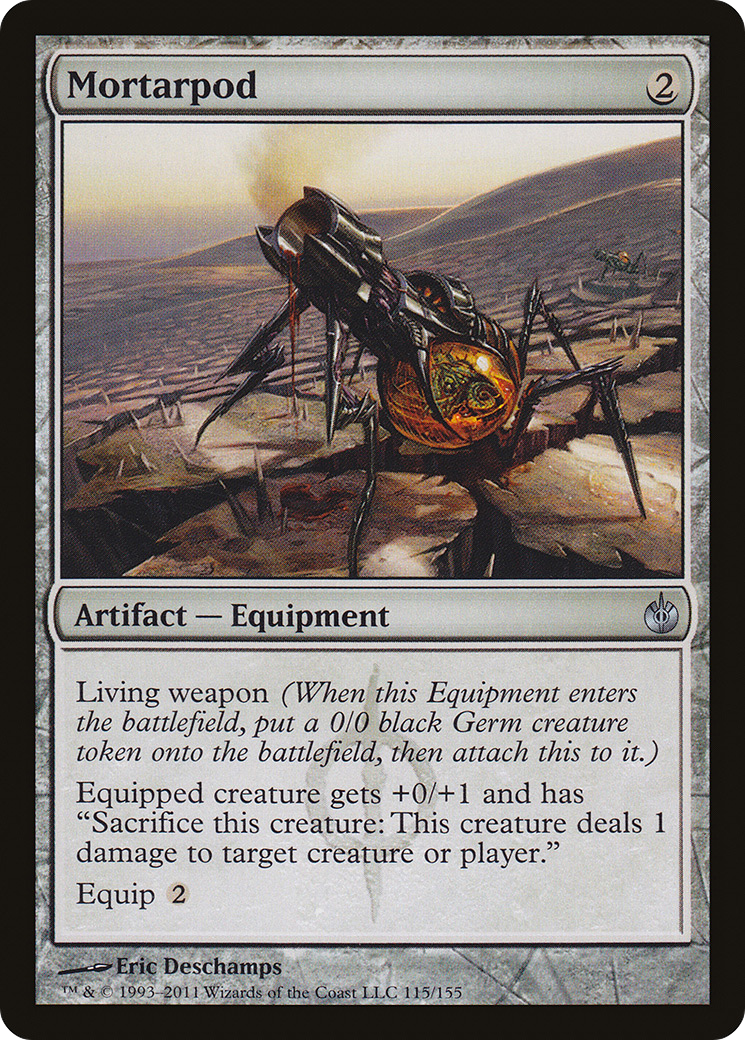 Mortarpod 2
Artifact — Equipment
Living weapon (When this Equipment enters
the battlefield, put a 0/0 black Germ creature
token onto the battlefield, then attach this to it.)
Equipped creature gets +0/+1 and has
“Sacrifice this creature: This creature deals 1
damage to target creature or player.”
Equip 2
Eric Deschamps
™ & © 1993–2011 Wizards of the Coast LLC 115/155